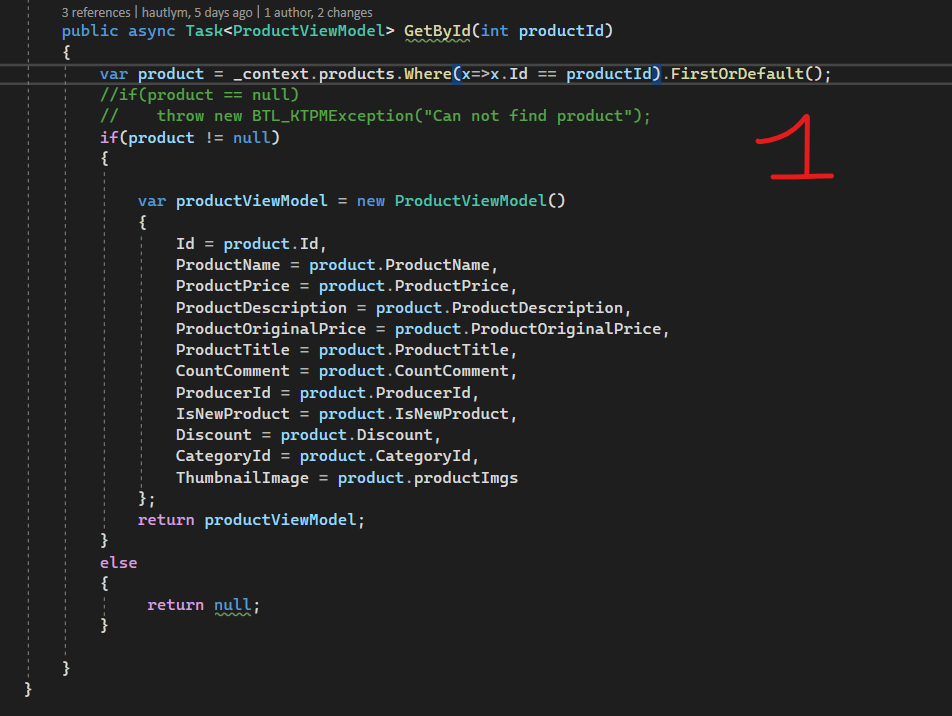 3 references | hautlym, 5 days ago | 1 author, 2 changes
public async Task<ProductViewModel> GetById(int productId)
{
var product = _context.products.Where(x=>x.Id == productId).FirstOrDefault();
//if(product == null)
//    throw new BTL_KTPMException("Can not find product");
if(product != null)
1
{
var productViewModel = new ProductViewModel()
{
Id = product.Id,
ProductName = product.ProductName,
ProductPrice = product.ProductPrice,
ProductDescription = product.ProductDescription,
ProductOriginalPrice = product.ProductOriginalPrice,
ProductTitle = product.ProductTitle,
CountComment = product.CountComment,
ProducerId = product.ProducerId,
IsNewProduct = product.IsNewProduct,
Discount = product.Discount,
CategoryId = product.CategoryId,
ThumbnailImage = product.productImgs
};
return productViewModel;
}
else
{
return null;
}
}
}